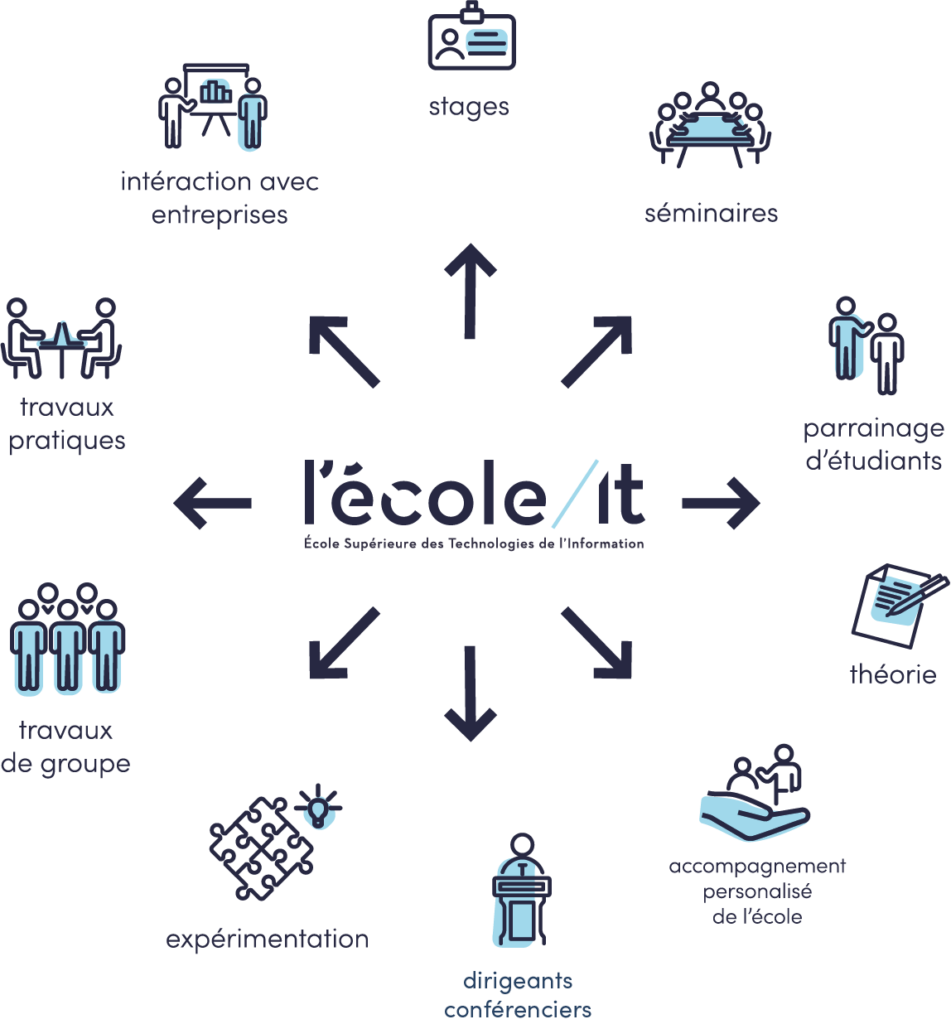 stages
intéraction avec
entreprises
séminaires
travaux
pratiques
parrainage
d'étudiants
l'école/it
École Supérieure des Technologies de l'Information
théorie
travaux
de groupe
accompagnement
personalisé
de l'école
expérimentation
dirigeants
conférenciers